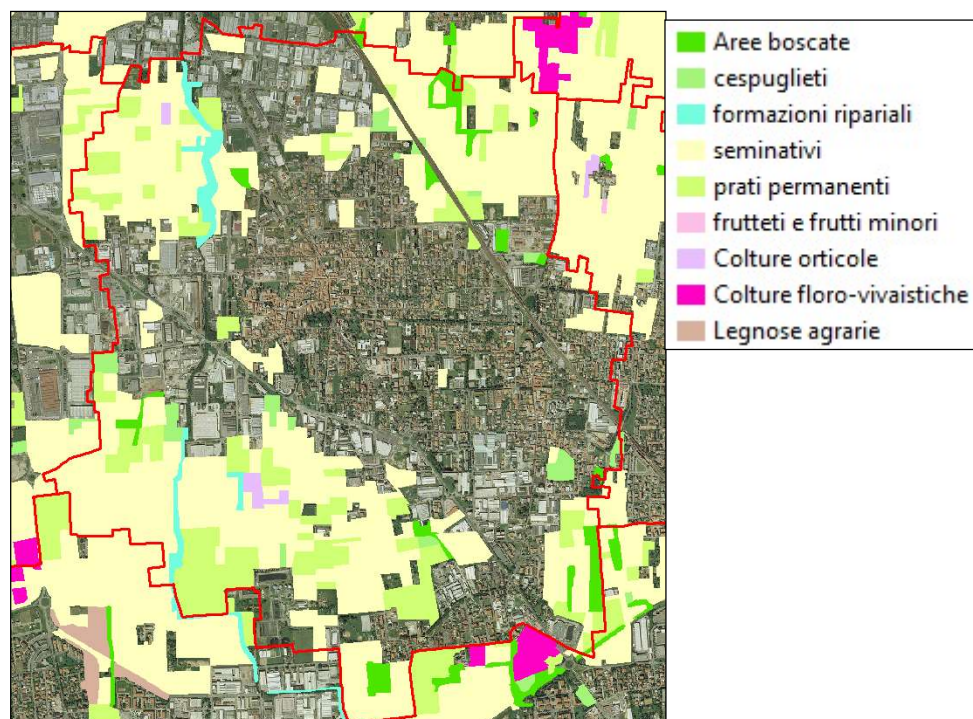 Aree boscate
cespuglieti
formazioni ripariali
seminativi
prati permanenti
frutteti e frutti minori
Colture orticole
Colture floro-vivaistiche
Legnose agrarie